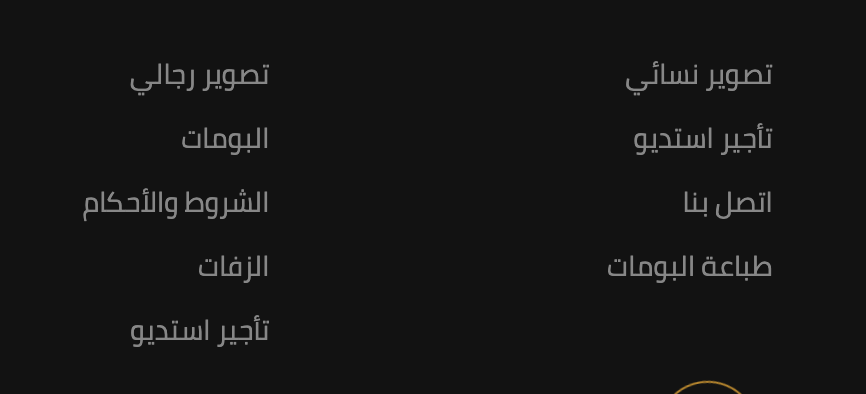 تصوير نسائي
تأجير استديو
اتصل بنا
طباعة البومات
تصوير رجالي
البومات
الشروط والأحكام
الزفات
تأجير استديو